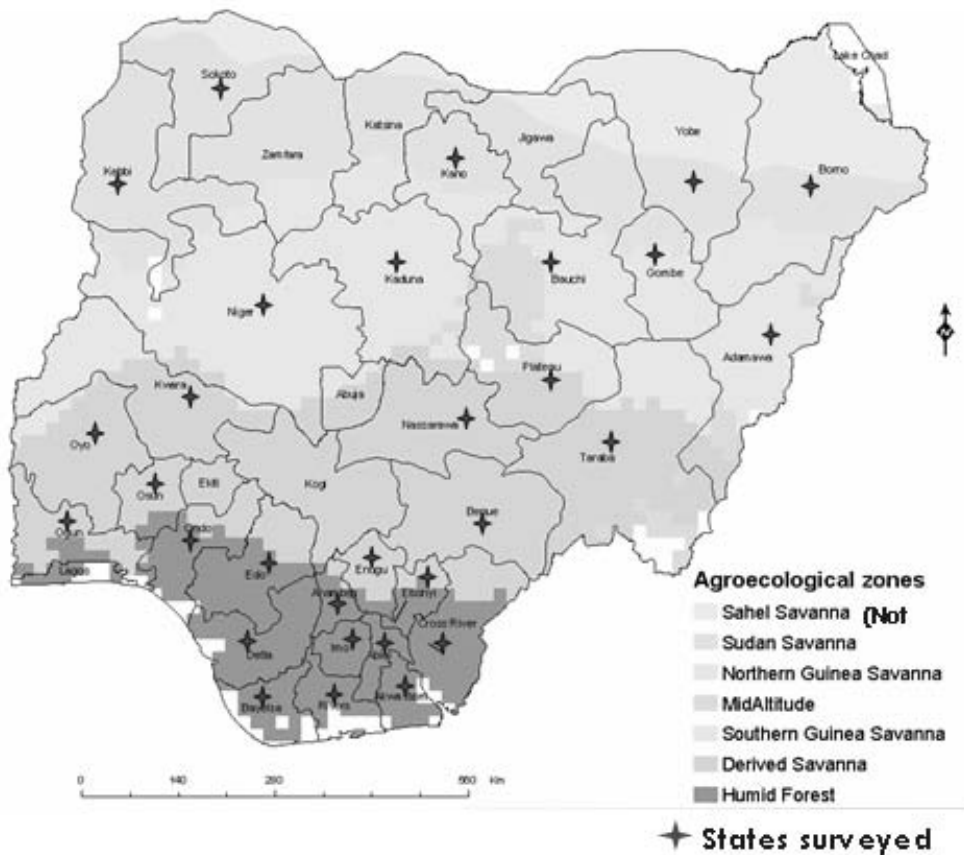 Lake Chad
Sokoto
Katsina
Jigawa
Yobe
Zamfara
Kano
Borno
Kebbi
Kaduna
Bauchi
Gombe
Niger
Adamawa
Plateau
Kwara
Abuja
Nassarawa
Oyo
Taraba
Osun
Ekiti
Kogi
Benue
Ogun
Ondo
Lagos
Edo
Enugu
Ebonyi
Anambra
Cross River
Delta
Imo
Abia
Bayelsa
Rivers
Akwa Ibom
N
Agroecological zones
Sahel Savanna (Not
Sudan Savanna
Northern Guinea Savanna
MidAltitude
Southern Guinea Savanna
Derived Savanna
Humid Forest
0 140 280 560 Km
States surveyed